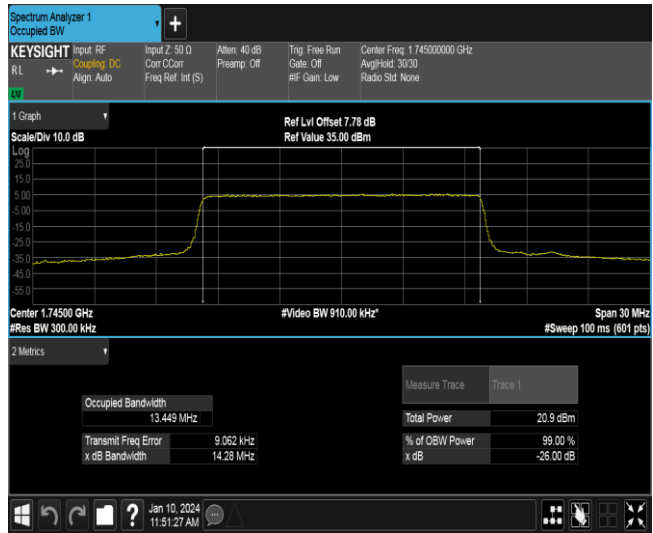 Spectrum Analyzer 1
Occupied BW
+
KEYSIGHT
RL
LXI
Input: RF
Coupling: DC
Align: Auto
Input Z: 50 Ω
Corr CCorr
Freq Ref: Int (S)
Atten: 40 dB
Preamp: Off
Trig: Free Run
Gate: Off
#IF Gain: Low
Center Freq: 1.745000000 GHz
Avg|Hold: 30/30
Radio Std: None
1 Graph
Scale/Div 10.0 dB
Ref Lvl Offset 7.78 dB
Ref Value 35.00 dBm
Log
25.0
15.0
5.00
-5.00
-15.0
-25.0
-35.0
-45.0
-55.0
Center 1.74500 GHz
#Video BW 910.00 kHz*
Span 30 MHz
#Res BW 300.00 kHz
#Sweep 100 ms (601 pts)
2 Metrics
Measure Trace
Trace 1
Occupied Bandwidth
13.449 MHz
Total Power
20.9 dBm
Transmit Freq Error
9.062 kHz
% of OBW Power
99.00 %
x dB Bandwidth
14.28 MHz
x dB
-26.00 dB
?
Jan 10, 2024
11:51:27 AM